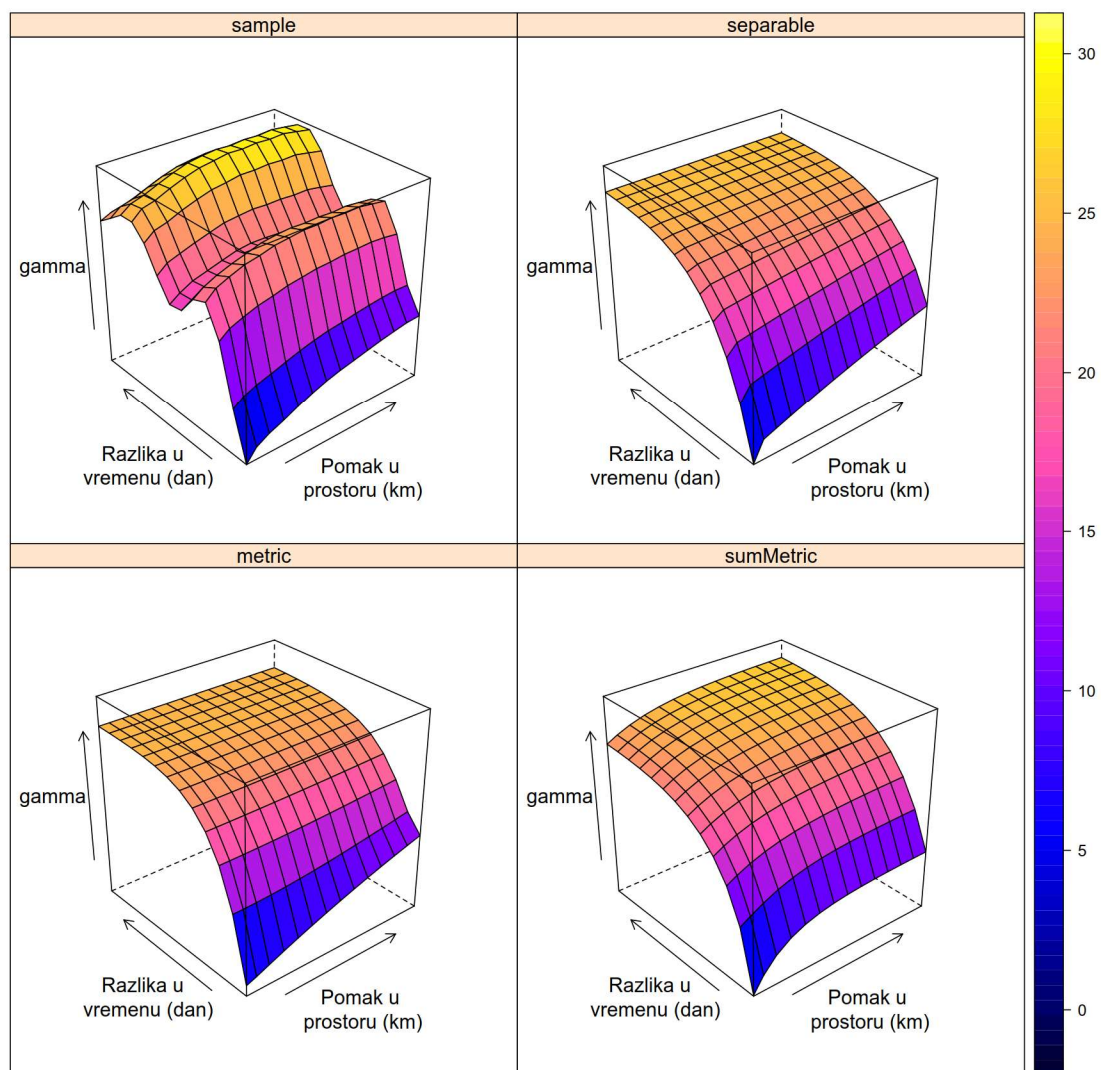 sample
separable
gamma
Razlika u
vremenu (dan)
Pomak u
prostoru (km)
gamma
Razlika u
vremenu (dan)
Pomak u
prostoru (km)
metric
sumMetric
gamma
Razlika u
vremenu (dan)
Pomak u
prostoru (km)
gamma
Razlika u
vremenu (dan)
Pomak u
prostoru (km)
30
25
20
15
10
5
0